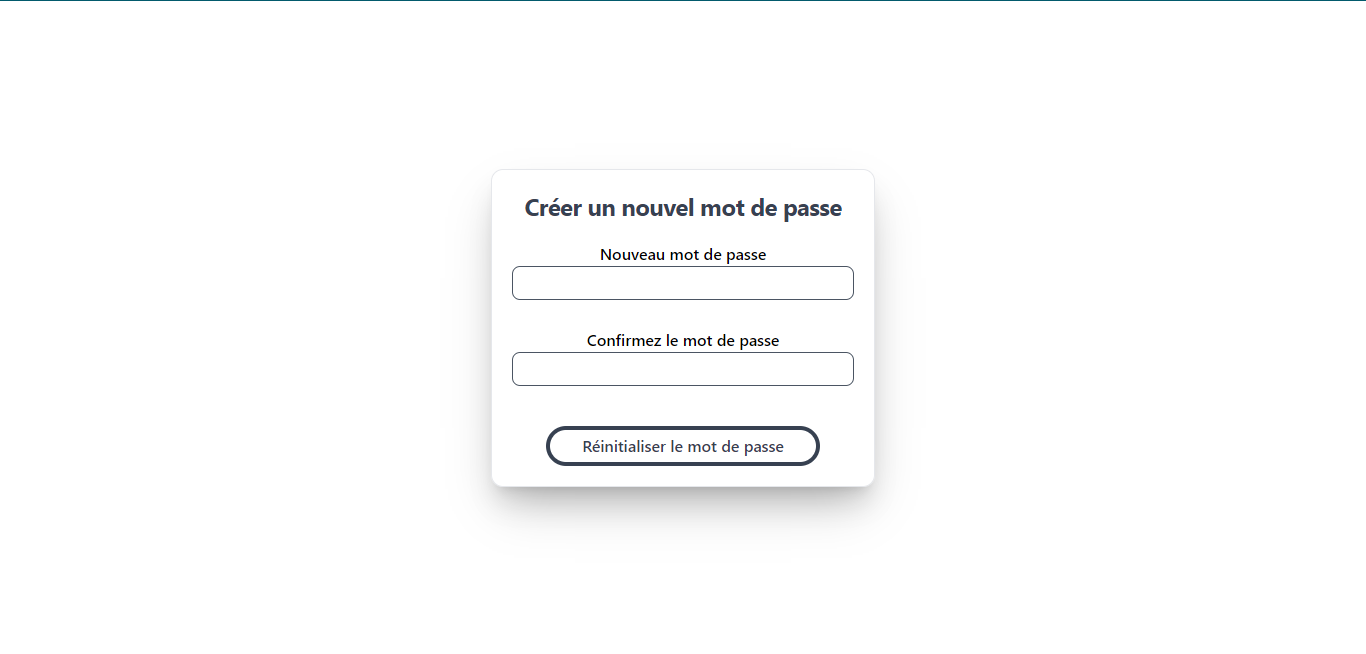 Créer un nouvel mot de passe
Nouveau mot de passe
Confirmez le mot de passe
Réinitialiser le mot de passe